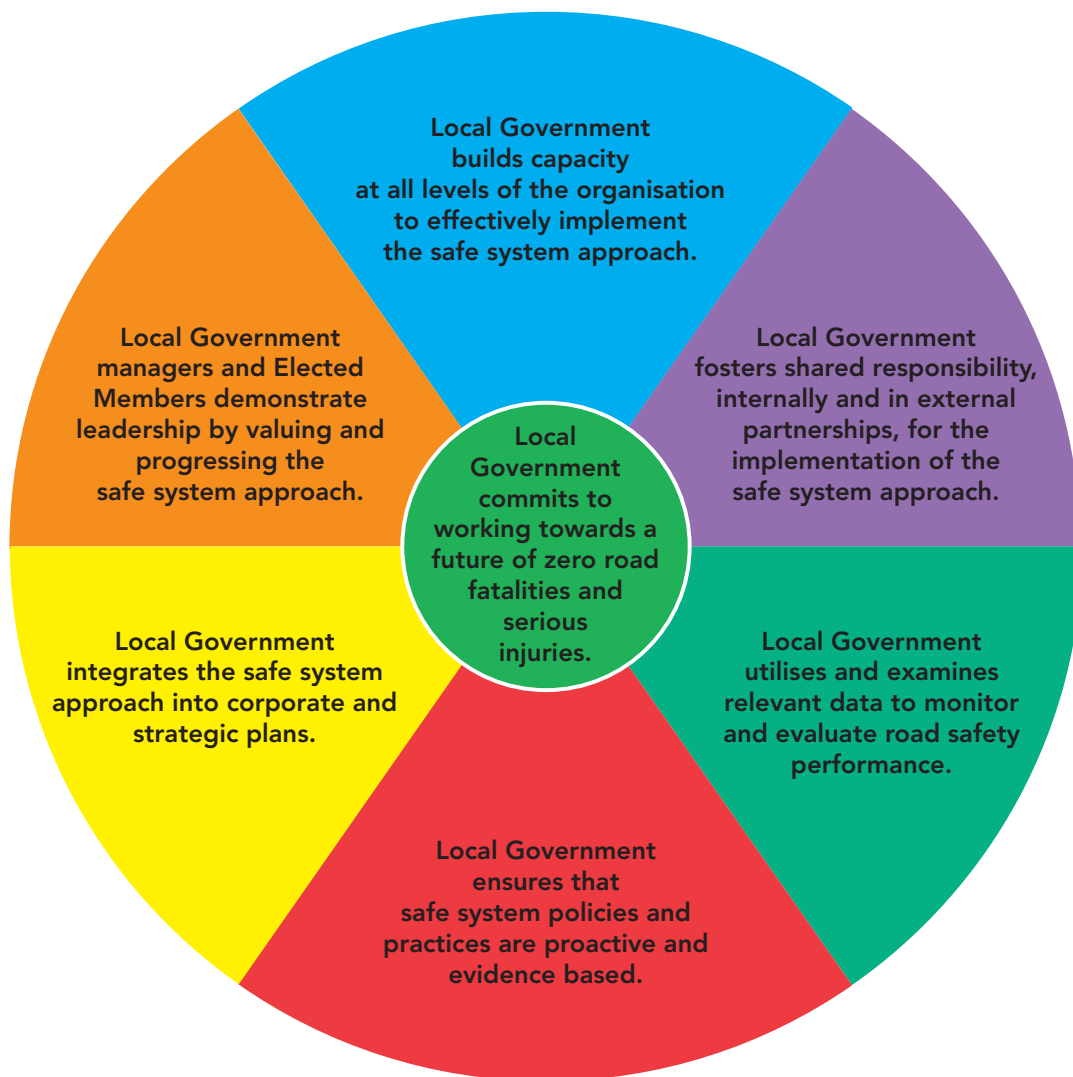 Local Government
builds capacity
at all levels of the organisation
to effectively implement
the safe system approach.
Local Government
fosters shared responsibility,
internally and in external
partnerships, for the
implementation of the
safe system approach.
Local Government
utilises and examines
relevant data to monitor
and evaluate road safety
performance.
Local Government
ensures that
safe system policies and
practices are proactive and
evidence based.
Local Government
integrates the safe system
approach into corporate and
strategic plans.
Local Government
managers and Elected
Members demonstrate
leadership by valuing and
progressing the
safe system approach.
Local
Government
commits to
working towards a
future of zero road
fatalities and
serious
injuries.